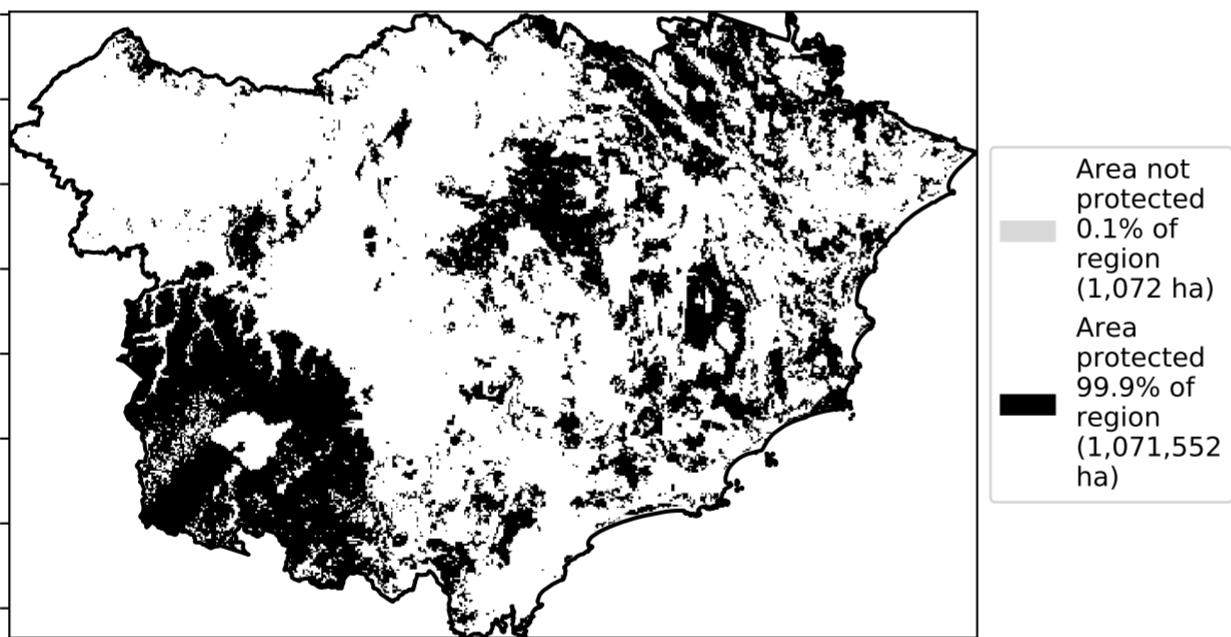 Area not
protected
0.1% of
region
(1,072 ha)
Area
protected
99.9% of
region
(1,071,552
ha)